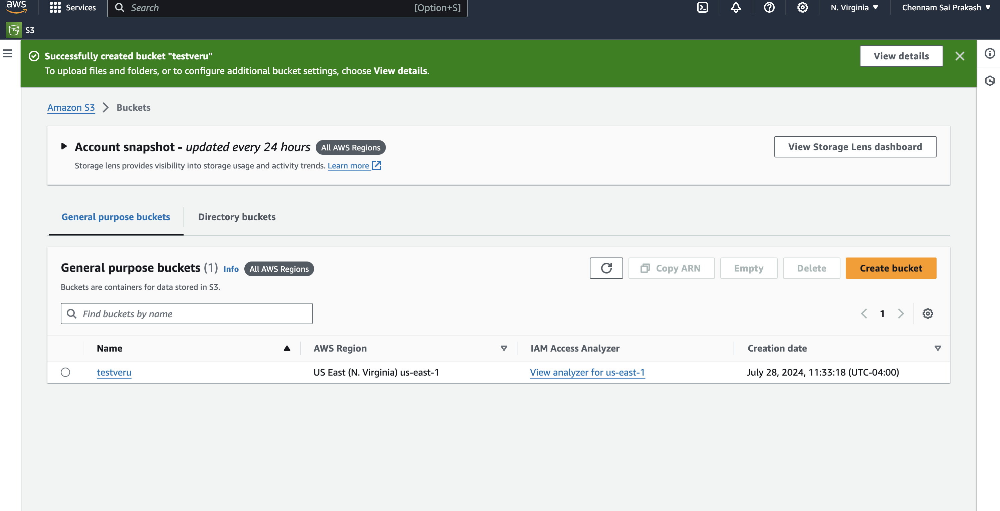 aws Services Search [Option+S] N. Virginia ▼ Chennam Sai Prakash ▼
S3
Successfully created bucket "testveru"
View details
To upload files and folders, or to configure additional bucket settings, choose View details.
Amazon S3 > Buckets
Account snapshot - updated every 24 hours All AWS Regions
View Storage Lens dashboard
Storage lens provides visibility into storage usage and activity trends. Learn more
General purpose buckets Directory buckets
General purpose buckets (1) Info All AWS Regions
Copy ARN Empty Delete Create bucket
Buckets are containers for data stored in S3.
Find buckets by name
1
Name AWS Region IAM Access Analyzer Creation date
testveru US East (N. Virginia) us-east-1 View analyzer for us-east-1 July 28, 2024, 11:33:18 (UTC-04:00)